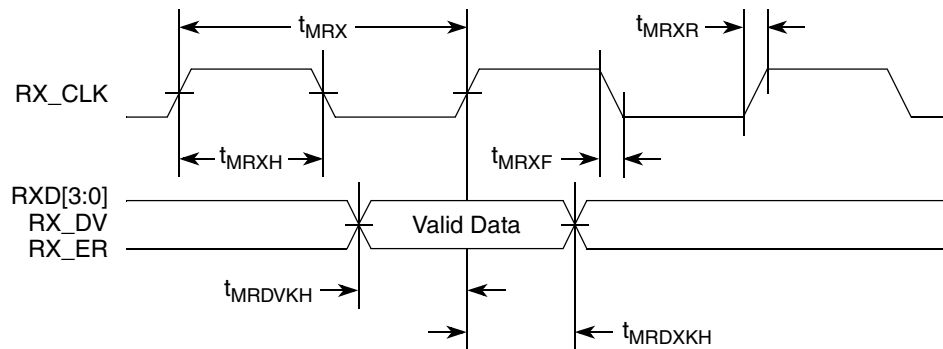 tMRX
tMRXR
RX_CLK
tMRXH
tMRXF
RXD[3:0]
RX_DV
RX_ER
Valid Data
tMRDVKH
tMRDXKH